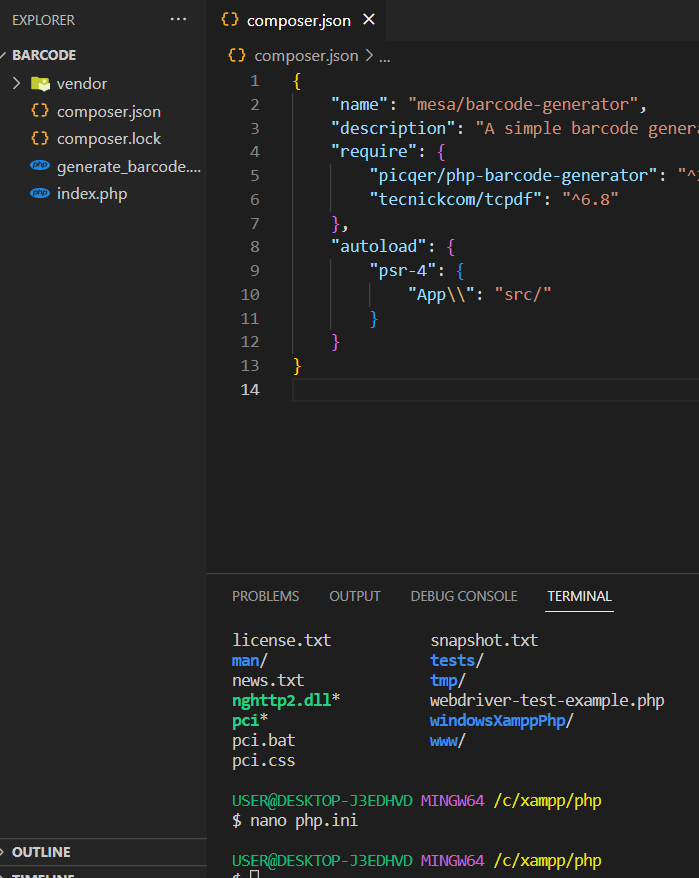 EXPLORER
BARCODE
vendor
composer.json
composer.lock
generate_barcode....
index.php
OUTLINE
TIMELINE
{} composer.json ×
{} composer.json > ...
1 {
2 "name": "mesa/barcode-generator",
3 "description": "A simple barcode genera
4 "require": {
5 "picqer/php-barcode-generator": "^
6 "tecnickcom/tcpdf": "^6.8"
7 },
8 "autoload": {
9 "psr-4": {
10 "App\\": "src/"
11 }
12 }
13 }
14
PROBLEMS OUTPUT DEBUG CONSOLE TERMINAL
license.txt snapshot.txt
man/ tests/
news.txt tmp/
nghttp2.dll* webdriver-test-example.php
pci* windowsXamppPhp/
pci.bat www/
pci.css
USER@DESKTOP-J3EDHVD MINGW64 /c/xampp/php
$ nano php.ini
USER@DESKTOP-J3EDHVD MINGW64 /c/xampp/php
$